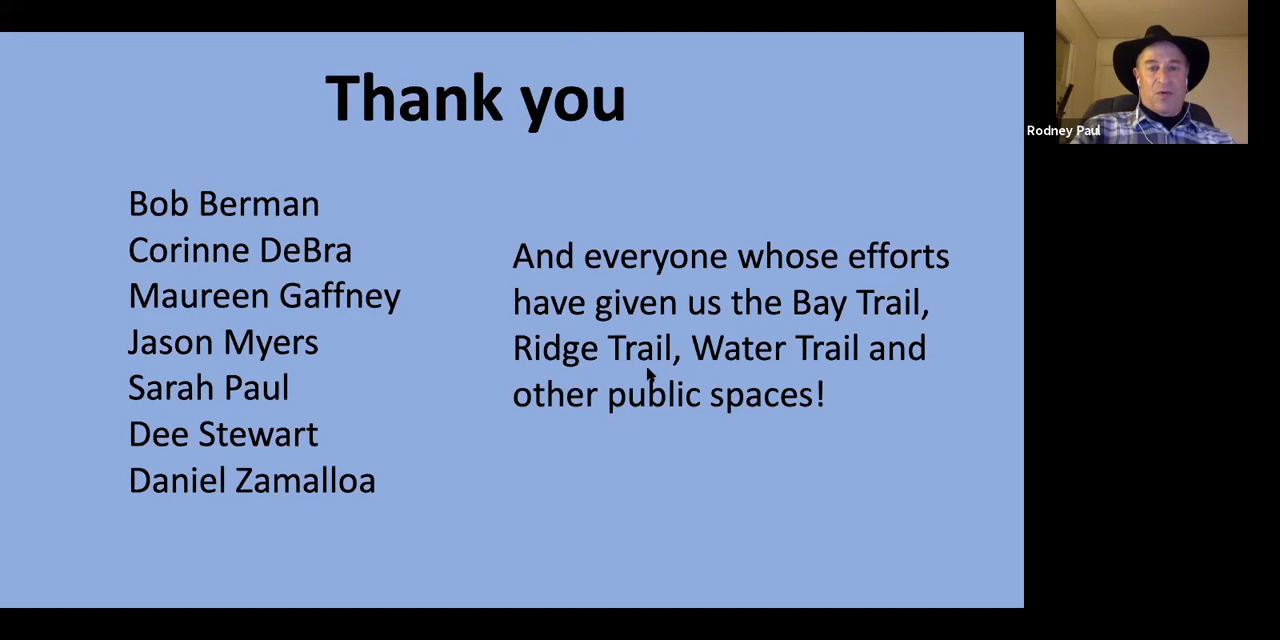 Thank you
Bob Berman
Corinne DeBra
Maureen Gaffney
Jason Myers
Sarah Paul
Dee Stewart
Daniel Zamalloa
And everyone whose efforts
have given us the Bay Trail,
Ridge Trail, Water Trail and
other public spaces!
Rodney Paul